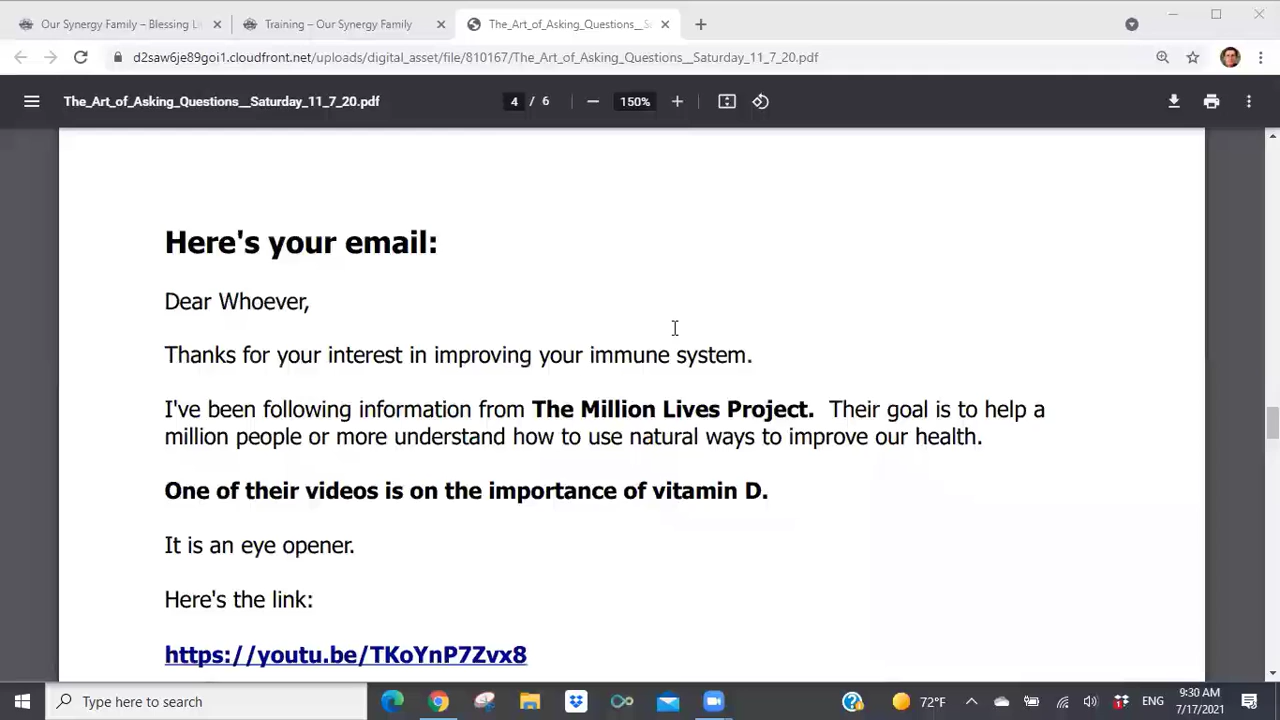 Our Synergy Family – Blessing Li
Training – Our Synergy Family
The_Art_of_Asking_Questions__S
d2saw6je89goi1.cloudfront.net/uploads/digital_asset/file/810167/The_Art_of_Asking_Questions__Saturday_11_7_20.pdf
The_Art_of_Asking_Questions__Saturday_11_7_20.pdf
4 / 6
150%
Here's your email:
Dear Whoever,
Thanks for your interest in improving your immune system.
I've been following information from The Million Lives Project. Their goal is to help a
million people or more understand how to use natural ways to improve our health.
One of their videos is on the importance of vitamin D.
It is an eye opener.
Here's the link:
https://youtu.be/TKoYnP7Zvx8
Type here to search
72°F
ENG
9:30 AM
7/17/2021